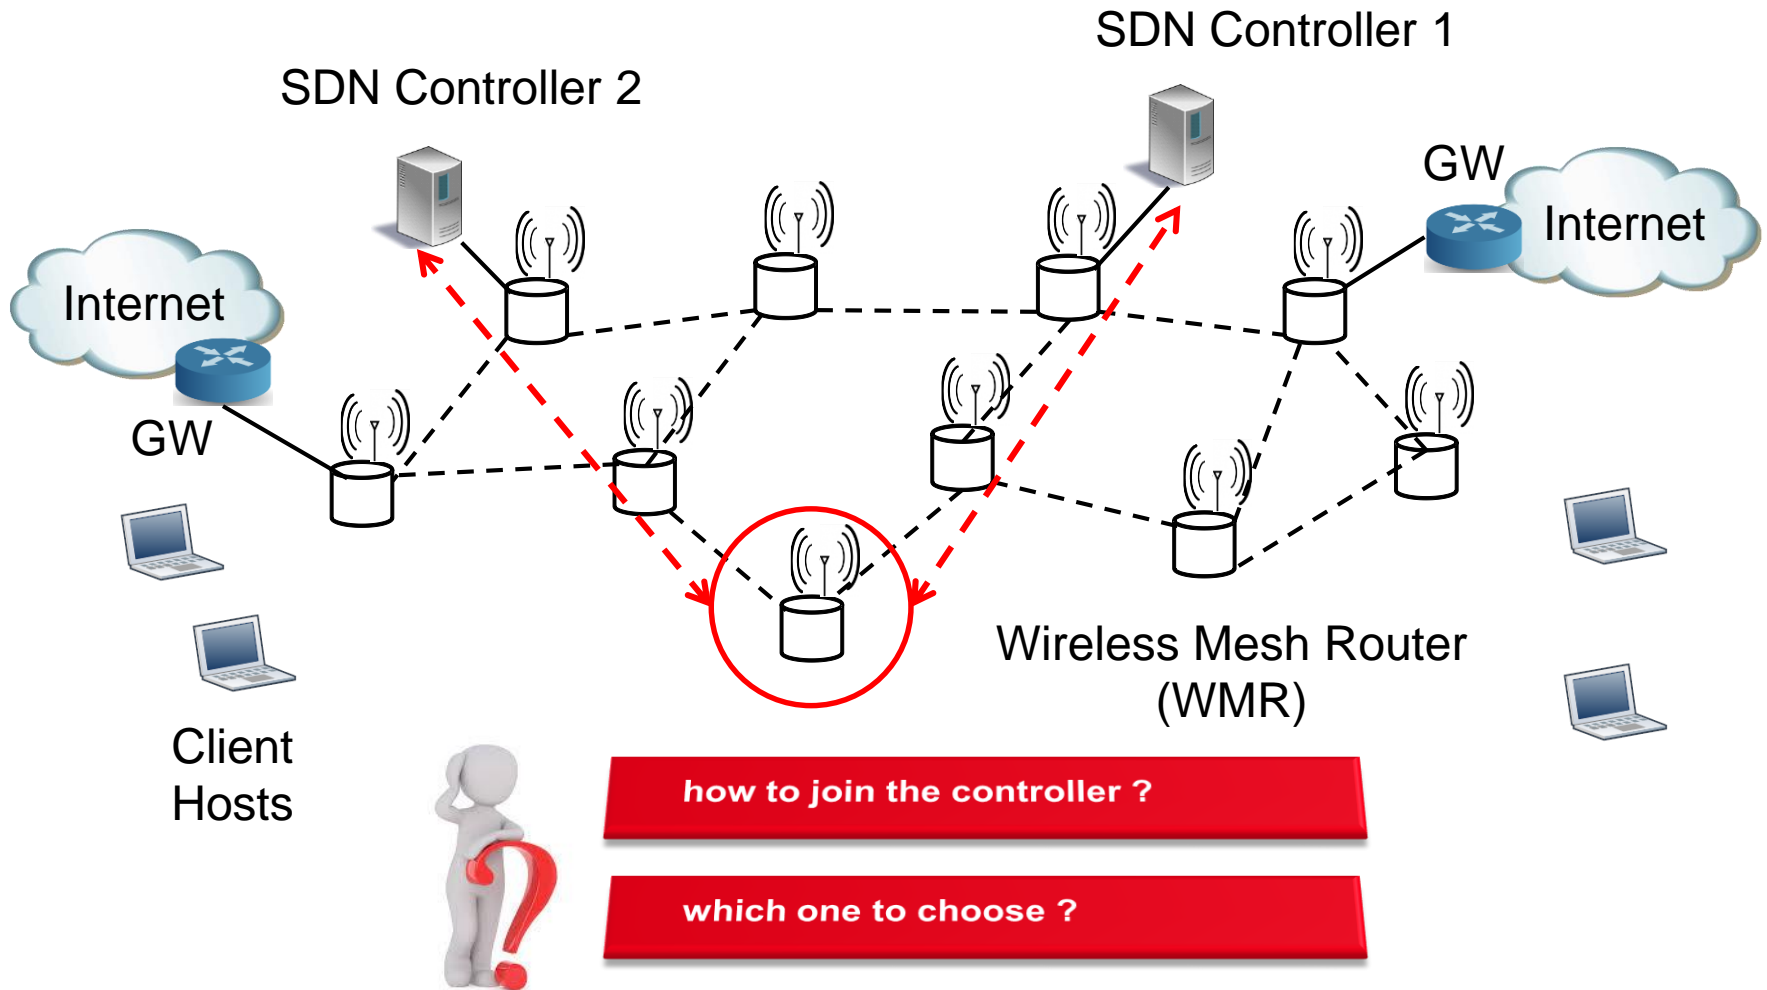 SDN Controller 1
SDN Controller 2
GW
Internet
Internet
GW
Wireless Mesh Router
(WMR)
Client
Hosts
how to join the controller ?
which one to choose ?